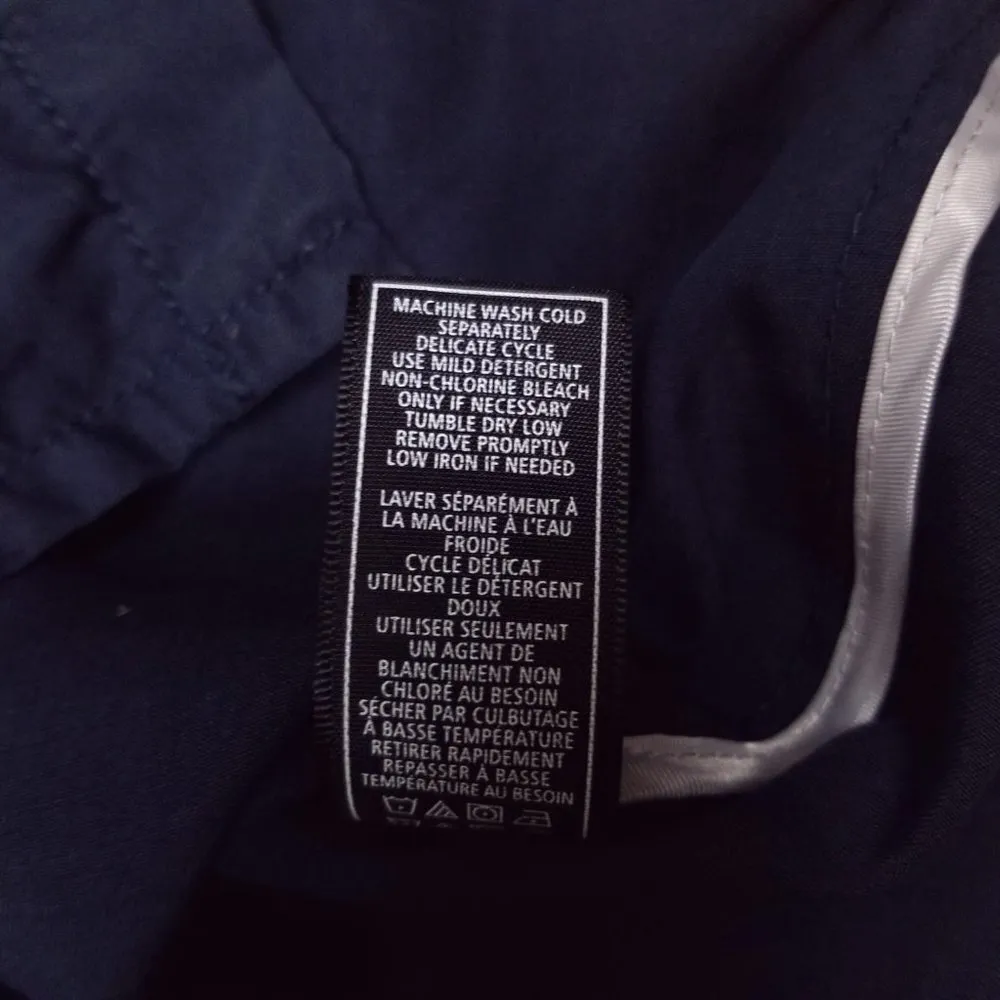 MACHINE WASH COLD
SEPARATELY
DELICATE CYCLE
USE MILD DETERGENT
NON-CHLORINE BLEACH
ONLY IF NECESSARY
TUMBLE DRY LOW
REMOVE PROMPTLY
LOW IRON IF NEEDED
LAVER SÉPARÉMENT À
LA MACHINE À L'EAU
FROIDE
CYCLE DÉLICAT
UTILISER LE DÉTERGENT
DOUX
UTILISER SEULEMENT
UN AGENT DE
BLANCHIMENT NON
CHLORÉ AU BESOIN
SÉCHER PAR CULBUTAGE
À BASSE TEMPÉRATURE
RETIRER RAPIDEMENT
REPASSER À BASSE
TEMPÉRATURE AU BESOIN